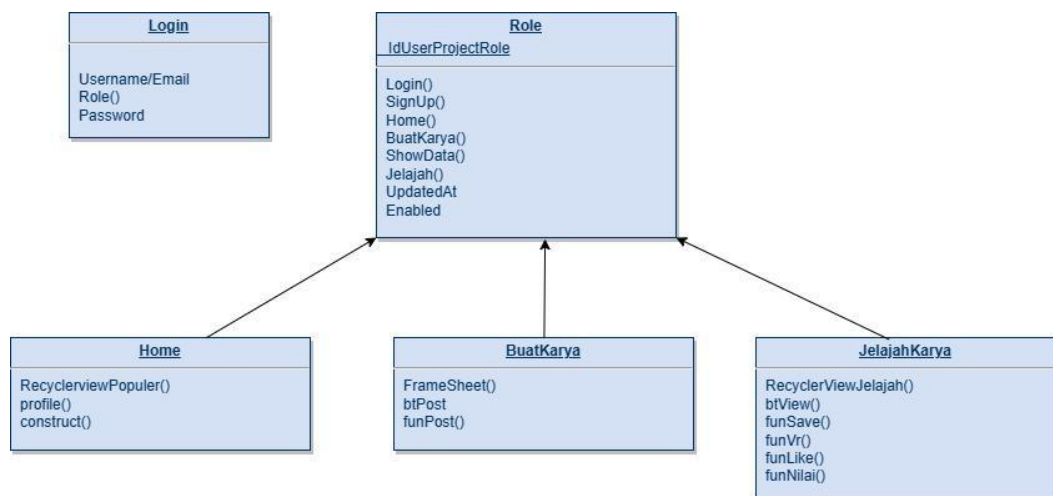 Login
Username/Email
Role()
Password
Role
IdUserProjectRole
Login()
SignUp()
Home()
BuatKarya()
ShowData()
Jelajah()
UpdatedAt
Enabled
Home
RecyclerviewPopuler()
profile()
construct()
BuatKarya
FrameSheet()
btPost
funPost()
JelajahKarya
RecyclerViewJelajah()
btView()
funSave()
funVr()
funLike()
funNilai()